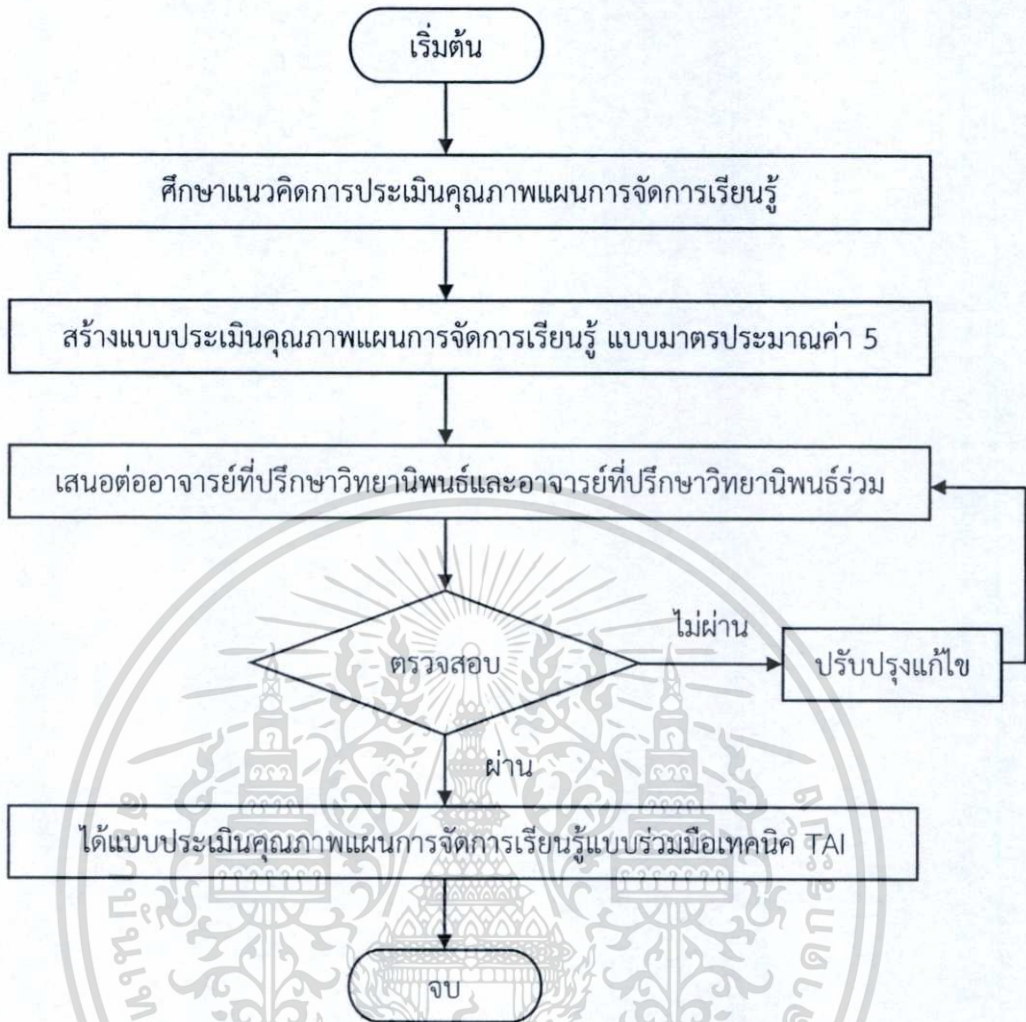 เริ่มต้น
ศึกษาแนวคิดการประเมินคุณภาพแผนการจัดการเรียนรู้
สร้างแบบประเมินคุณภาพแผนการจัดการเรียนรู้ แบบมาตรประมาณค่า 5
เสนอต่ออาจารย์ที่ปรึกษาวิทยานิพนธ์และอาจารย์ที่ปรึกษาวิทยานิพนธ์ร่วม
ตรวจสอบ
ไม่ผ่าน
ปรับปรุงแก้ไข
ผ่าน
ได้แบบประเมินคุณภาพแผนการจัดการเรียนรู้แบบร่วมมือเทคนิค TAI
จบ